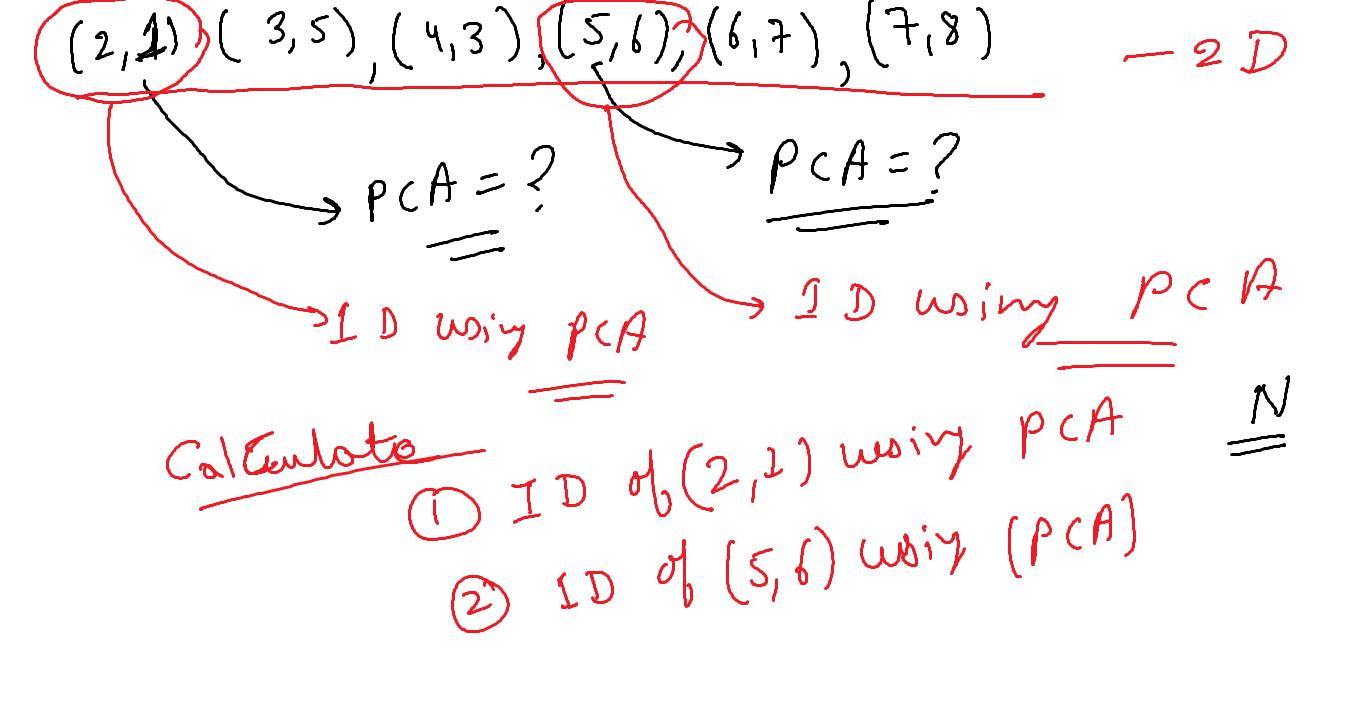 (2,1), (3,5), (4,3), (5,6), (6,7), (7,8) — 2D
PCA = ?
PCA = ?
1D using PCA
1D using PCA
N
Calculate
① 1D of (2,1) using PCA
② 1D of (5,6) using (PCA)